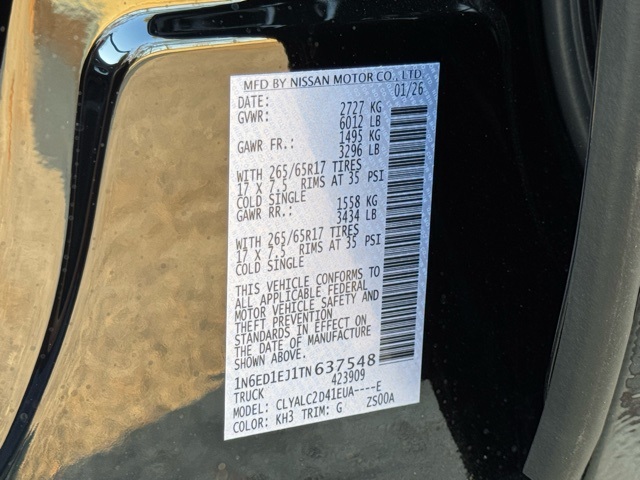 MFD BY NISSAN MOTOR CO., LTD.
DATE: 01/26
GVWR: 2727 KG
6012 LB
GAWR FR.: 1495 KG
3296 LB
WITH 265/65R17 TIRES
17 X 7.5 RIMS AT 35 PSI
COLD SINGLE
GAWR RR.: 1558 KG
3434 LB
WITH 265/65R17 TIRES
17 X 7.5 RIMS AT 35 PSI
COLD SINGLE
THIS VEHICLE CONFORMS TO
ALL APPLICABLE FEDERAL
MOTOR VEHICLE SAFETY AND
THEFT PREVENTION
STANDARDS IN EFFECT ON
THE DATE OF MANUFACTURE
SHOWN ABOVE.
1N6ED1EJ1TN637548
TRUCK 423909
MODEL: CLYALC2D41EUA----E
COLOR: KH3 TRIM: G ZS00A